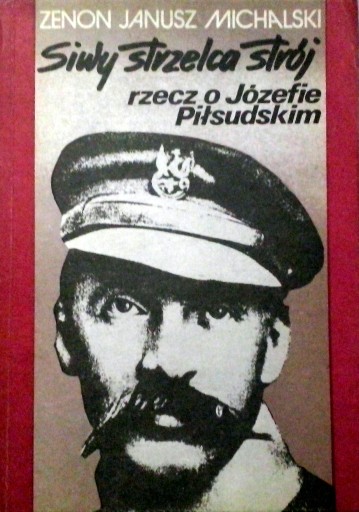 ZENON JANUSZ MICHALSKI
Siwy strzelca strój
rzecz o Józefie
Piłsudskim